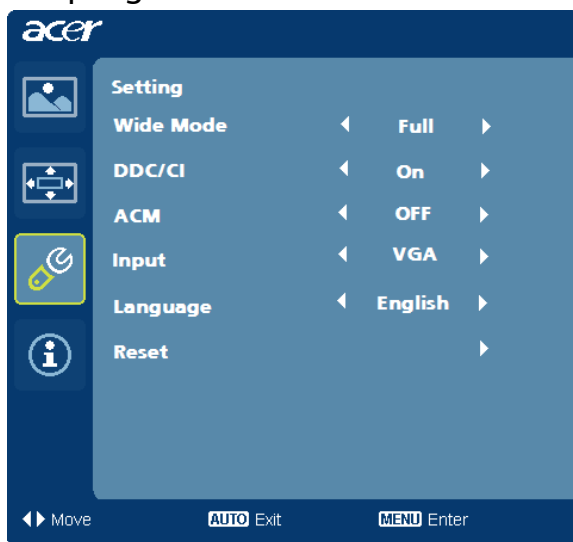 acer
Setting
Wide Mode Full
DDC/CI On
ACM OFF
Input VGA
Language English
Reset
Move AUTO Exit MENU Enter